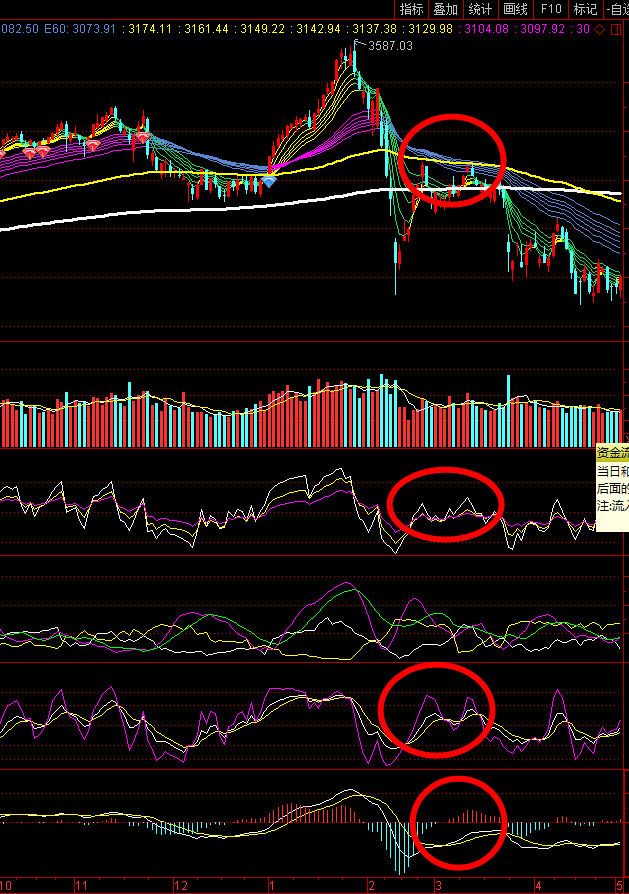 指标 叠加 统计 画线 F10 标记 -自选
082.50 E60: 3073.91 : 3174.11 : 3161.44 : 3149.22 : 3142.94 : 3137.38 : 3129.98 : 3104.08 : 3097.92 : 30
3587.03
资金流
当日和
后面的
注:流入
10 11 12 1 2 3 4 5